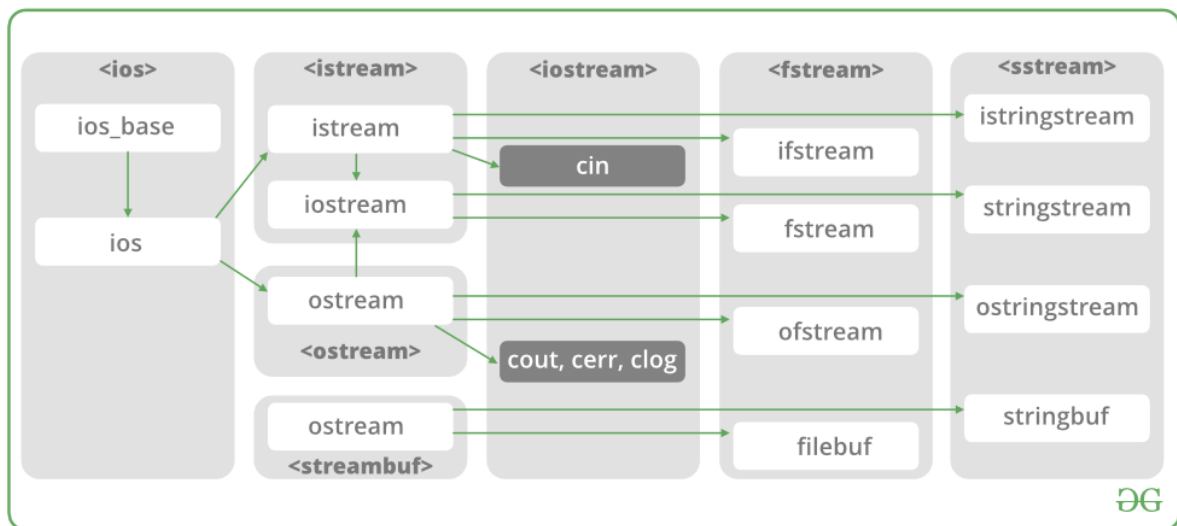 <ios>
ios_base
ios
<istream>
istream
iostream
ostream
<ostream>
ostream
<streambuf>
<iostream>
cin
cout, cerr, clog
<fstream>
ifstream
fstream
ofstream
filebuf
<sstream>
istringstream
stringstream
ostringstream
stringbuf